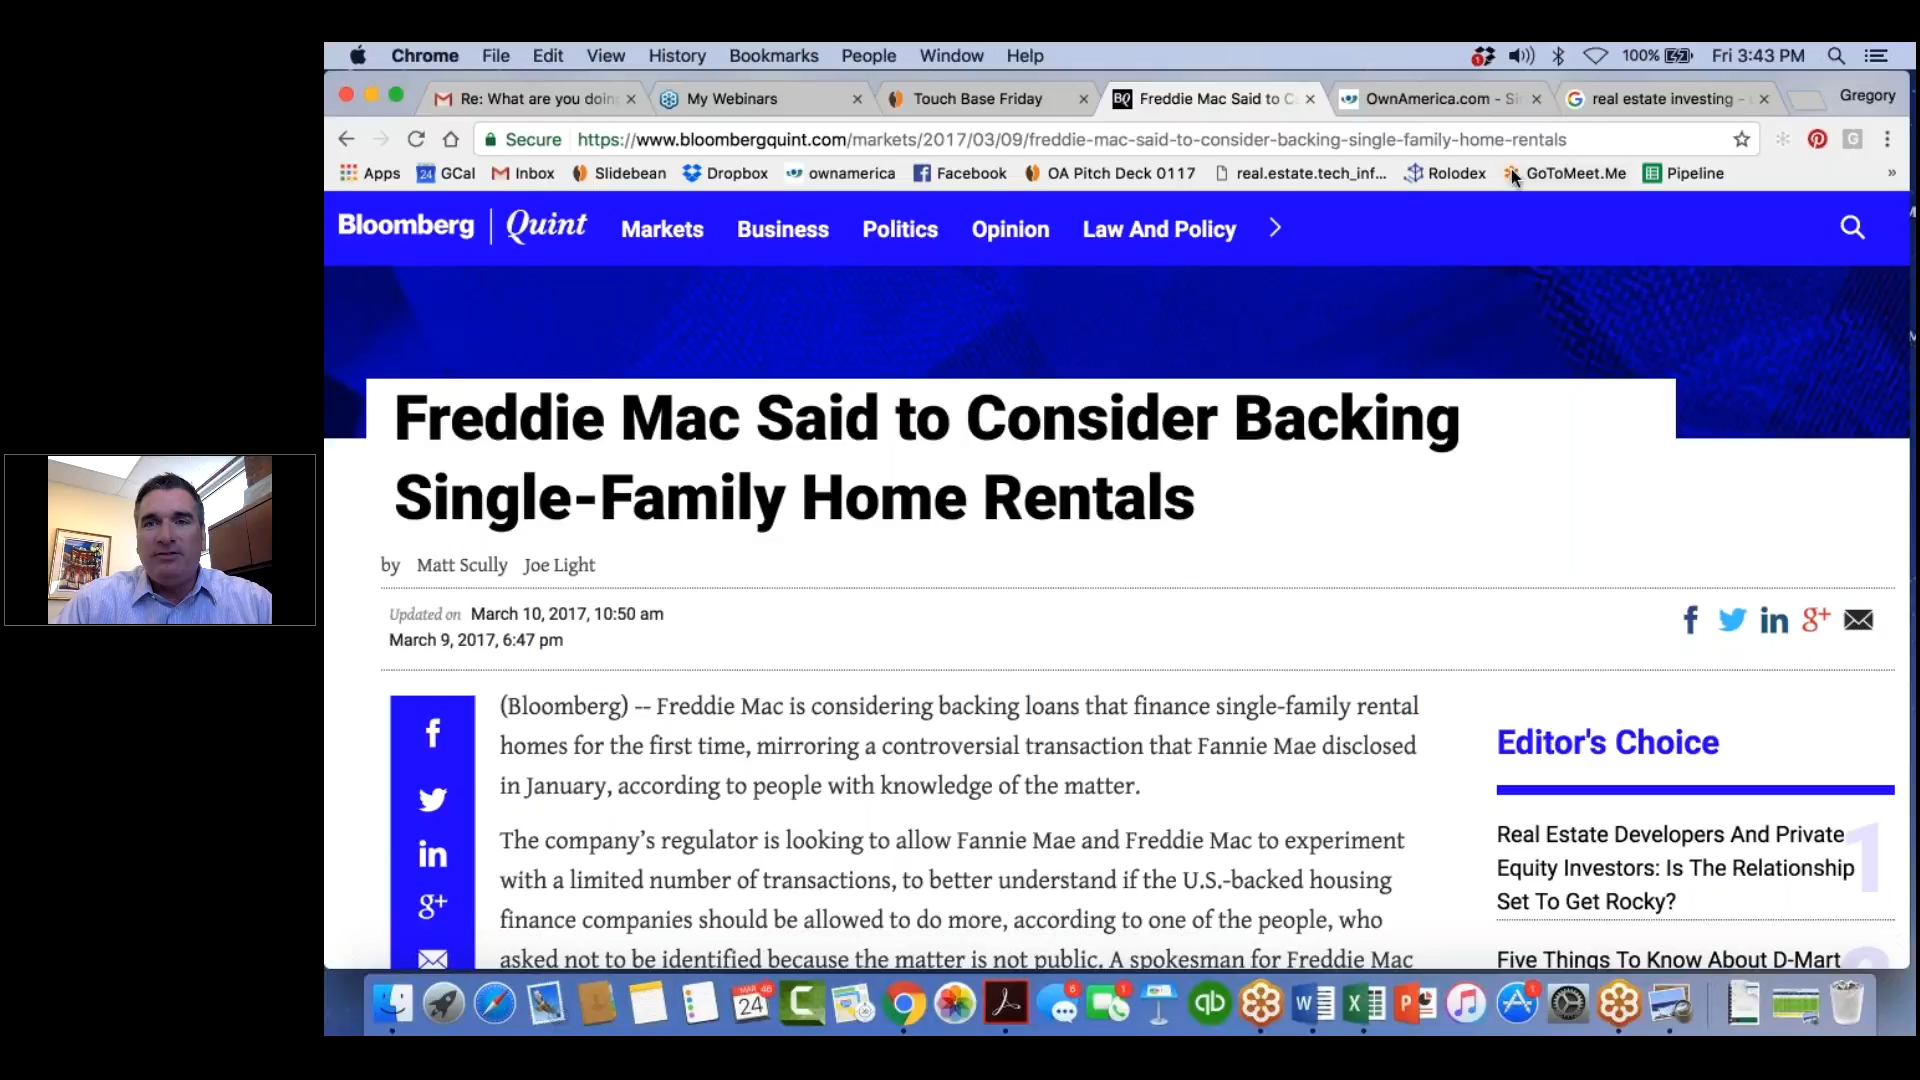 Chrome File Edit View History Bookmarks People Window Help 100% Fri 3:43 PM
Re: What are you doin My Webinars Touch Base Friday Freddie Mac Said to C OwnAmerica.com - Si real estate investing - Gregory
Secure https://www.bloombergquint.com/markets/2017/03/09/freddie-mac-said-to-consider-backing-single-family-home-rentals
Apps 24 GCal Inbox Slidebean Dropbox ownamerica Facebook OA Pitch Deck 0117 real.estate.tech_inf... Rolodex GoToMeet.Me Pipeline »
Bloomberg | Quint Markets Business Politics Opinion Law And Policy
Freddie Mac Said to Consider Backing
Single-Family Home Rentals
by Matt Scully Joe Light
Updated on March 10, 2017, 10:50 am
March 9, 2017, 6:47 pm
(Bloomberg) -- Freddie Mac is considering backing loans that finance single-family rental
homes for the first time, mirroring a controversial transaction that Fannie Mae disclosed
in January, according to people with knowledge of the matter.
The company’s regulator is looking to allow Fannie Mae and Freddie Mac to experiment
with a limited number of transactions, to better understand if the U.S.-backed housing
finance companies should be allowed to do more, according to one of the people, who
asked not to be identified because the matter is not public. A spokesman for Freddie Mac
Editor's Choice
1
Real Estate Developers And Private
Equity Investors: Is The Relationship
Set To Get Rocky?
Five Things To Know About D-Mart
MAR 24